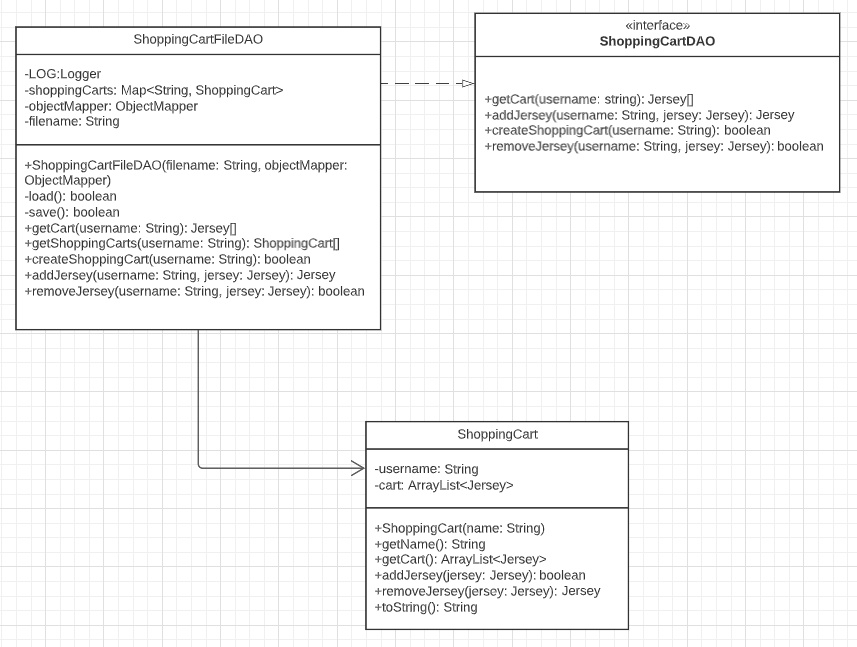 ShoppingCartFileDAO
-LOG:Logger
-shoppingCarts: Map<String, ShoppingCart>
-objectMapper: ObjectMapper
-filename: String
+ShoppingCartFileDAO(filename: String, objectMapper:
ObjectMapper)
-load(): boolean
-save(): boolean
+getCart(username: String): Jersey[]
+getShoppingCarts(username: String): ShoppingCart[]
+createShoppingCart(username: String): boolean
+addJersey(username: String, jersey: Jersey): Jersey
+removeJersey(username: String, jersey: Jersey): boolean
«interface»
ShoppingCartDAO
+getCart(username: string): Jersey[]
+addJersey(username: String, jersey: Jersey): Jersey
+createShoppingCart(username: String): boolean
+removeJersey(username: String, jersey: Jersey): boolean
ShoppingCart
-username: String
-cart: ArrayList<Jersey>
+ShoppingCart(name: String)
+getName(): String
+getCart(): ArrayList<Jersey>
+addJersey(jersey: Jersey): boolean
+removeJersey(jersey: Jersey): Jersey
+toString(): String